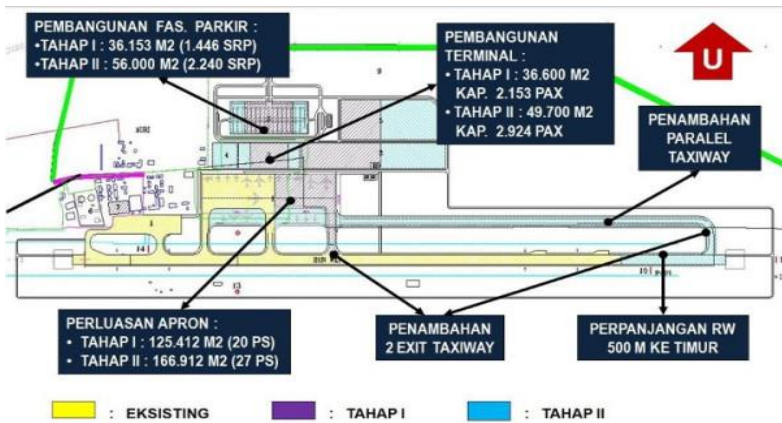 PEMBANGUNAN FAS. PARKIR :
•TAHAP I : 36.153 M2 (1.446 SRP)
•TAHAP II : 56.000 M2 (2.240 SRP)
PEMBANGUNAN
TERMINAL :
• TAHAP I : 36.600 M2
KAP. 2.153 PAX
• TAHAP II : 49.700 M2
KAP. 2.924 PAX
U
PENAMBAHAN
PARALEL
TAXIWAY
PERLUASAN APRON :
• TAHAP I : 125.412 M2 (20 PS)
• TAHAP II : 166.912 M2 (27 PS)
PENAMBAHAN
2 EXIT TAXIWAY
PERPANJANGAN RW
500 M KE TIMUR
: EKSISTING
: TAHAP I
: TAHAP II